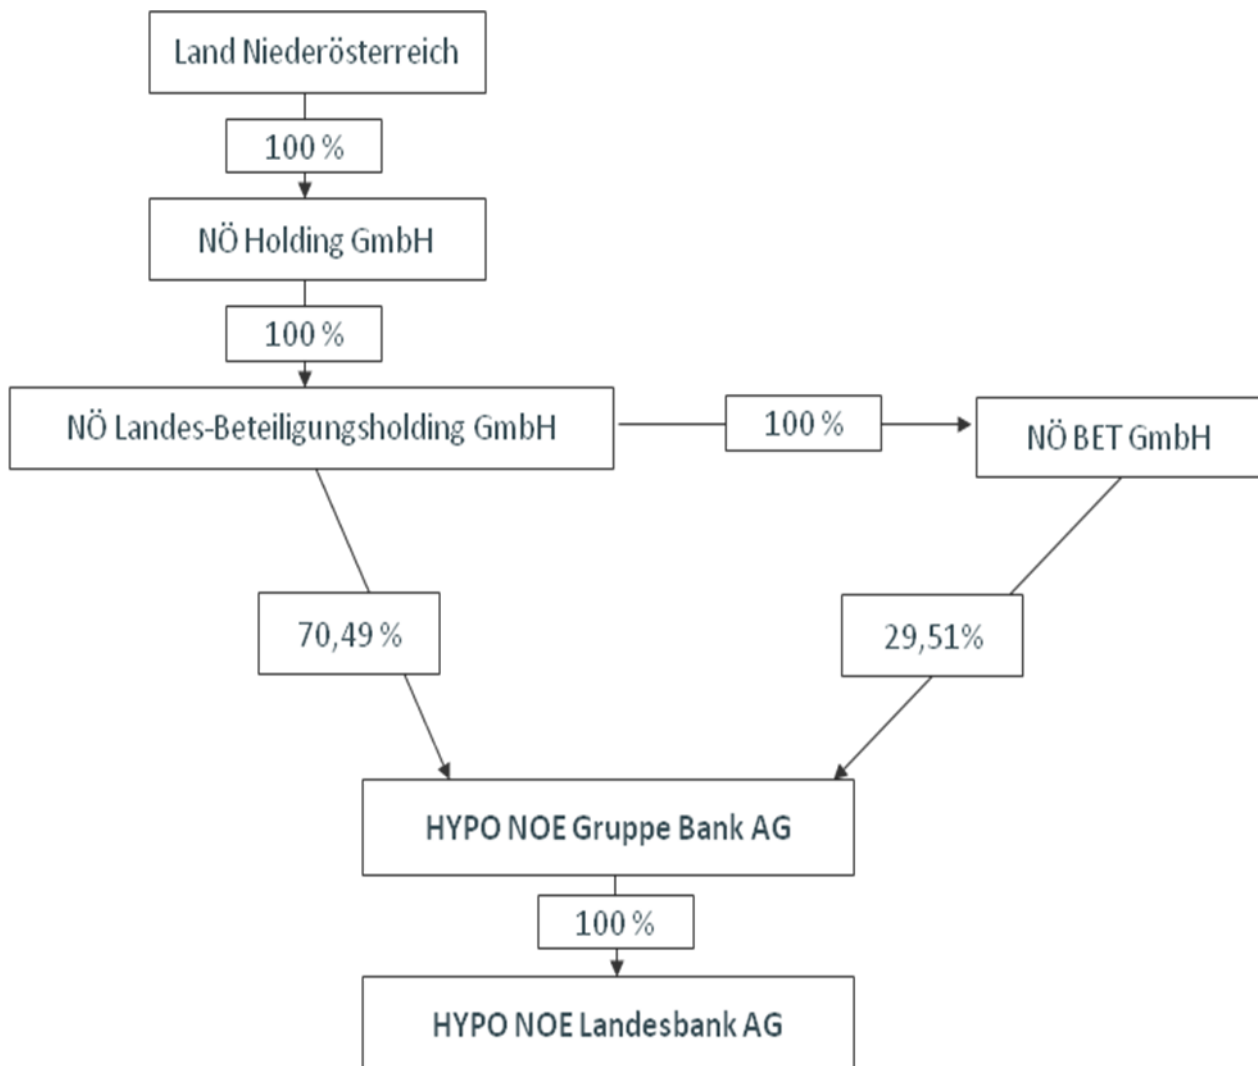 Land Niederösterreich
100 %
NÖ Holding GmbH
100 %
NÖ Landes-Beteiligungsholding GmbH
100 %
NÖ BET GmbH
70,49 %
29,51%
HYPO NOE Gruppe Bank AG
100 %
HYPO NOE Landesbank AG